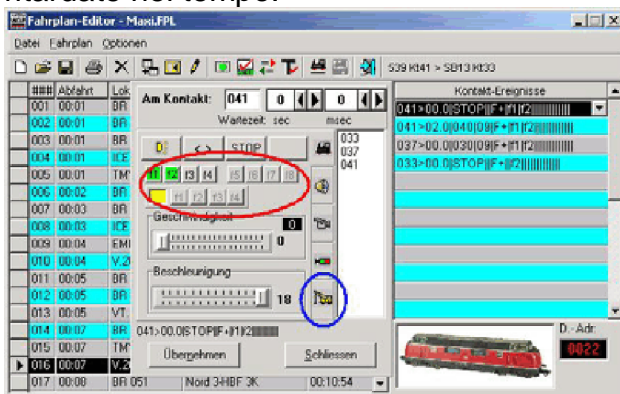 Fahrplan-Editor - Maxi.FPL
Datei Fahrplan Optionen
539 Kt41 > SB13 Kt33
### Abfahrt Lok
001 00:01 BR
002 00:01 BR
003 00:01 BR
004 00:01 ICE
005 00:01 TM
006 00:02 BR
007 00:03 BR
008 00:03 ICE
009 00:04 EM
010 00:04 V.2
011 00:05 BR
012 00:05 BR
013 00:05 VT.
014 00:07 BR
015 00:07 TM
016 00:07 V.2
017 00:08 BR 051 Nord 3-HBF 3K 00:10:54
Am Kontakt: 041 0 0
Wartezeit: sec msec
< > STOP
f1 f2 f3 f4 f5 f6 f7 f8
f1 f2 f3 f4
033
037
041
Geschwindigkeit
0
0
Beschleunigung
18
041>00.0|STOP||F+|f1|f2||||||||||
Übernehmen Schliessen
Kontakt-Ereignisse
041>00.0|STOP||F+|f1|f2||||||||||
041>02.0|040|09|F+|f1|f2||||||||||
037>00.0|030|09|F+|f1|f2||||||||||
033>00.0|STOP||F+||f2||||||||||
D.-Adr:
0022